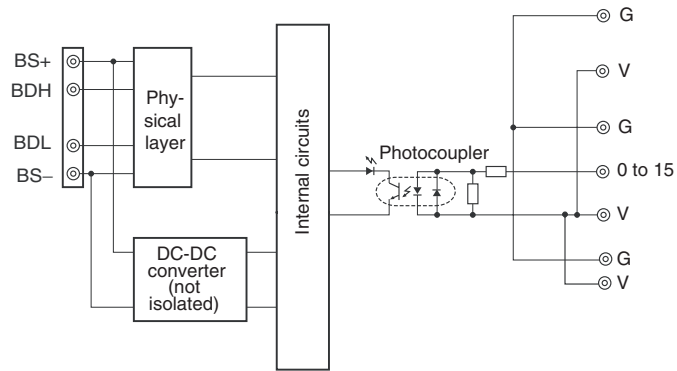 BS+
BDH
BDL
BS−
Phy-
sical
layer
DC-DC
converter
(not
isolated)
Internal circuits
Photocoupler
G
V
G
0 to 15
V
G
V